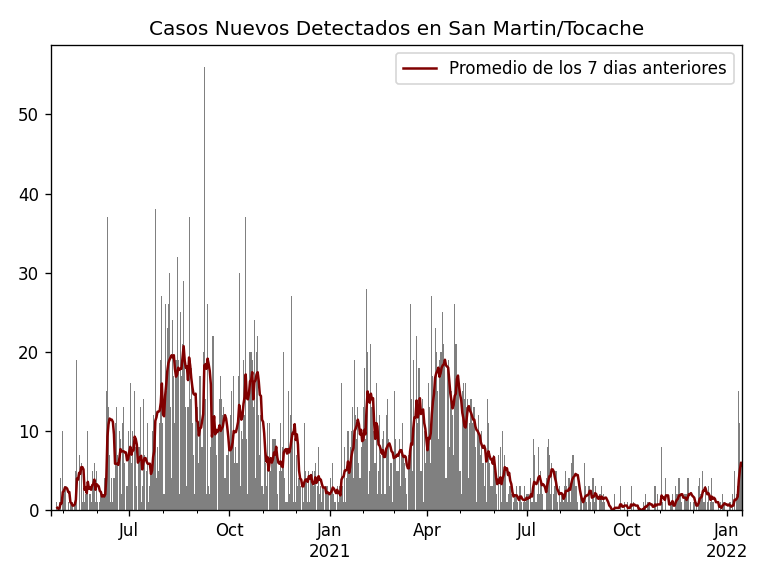 Casos Nuevos Detectados en San Martin/Tocache
Promedio de los 7 dias anteriores
50
40
30
20
10
0
Jul
Oct
Jan
2021
Apr
Jul
Oct
Jan
2022